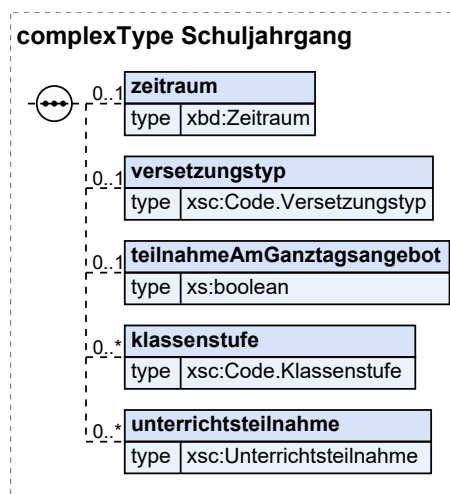 complexType Schuljahrgang
0..1 zeitraum
type xbd:Zeitraum
0..1 versetzungstyp
type xsc:Code.Versetzungstyp
0..1 teilnahmeAmGanztagsangebot
type xs:boolean
0..* klassenstufe
type xsc:Code.Klassenstufe
0..* unterrichtsteilnahme
type xsc:Unterrichtsteilnahme